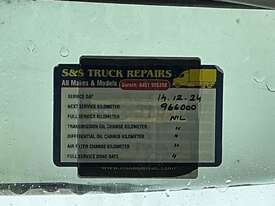 S&S TRUCK REPAIRS
All Makes & Models
SERVICE DAT 14.12.24
NEXT SERVICE KILOMETER 966000
FULL SERVICE KILOMETER NIL
TRANSMISSION OIL CHANGE KILOMETER "
DIFFERENTIAL OIL CHANGE KILOMETER "
AIR FILTER CHANGE KILOMETER "
FULL SERVICE DONE DATE "